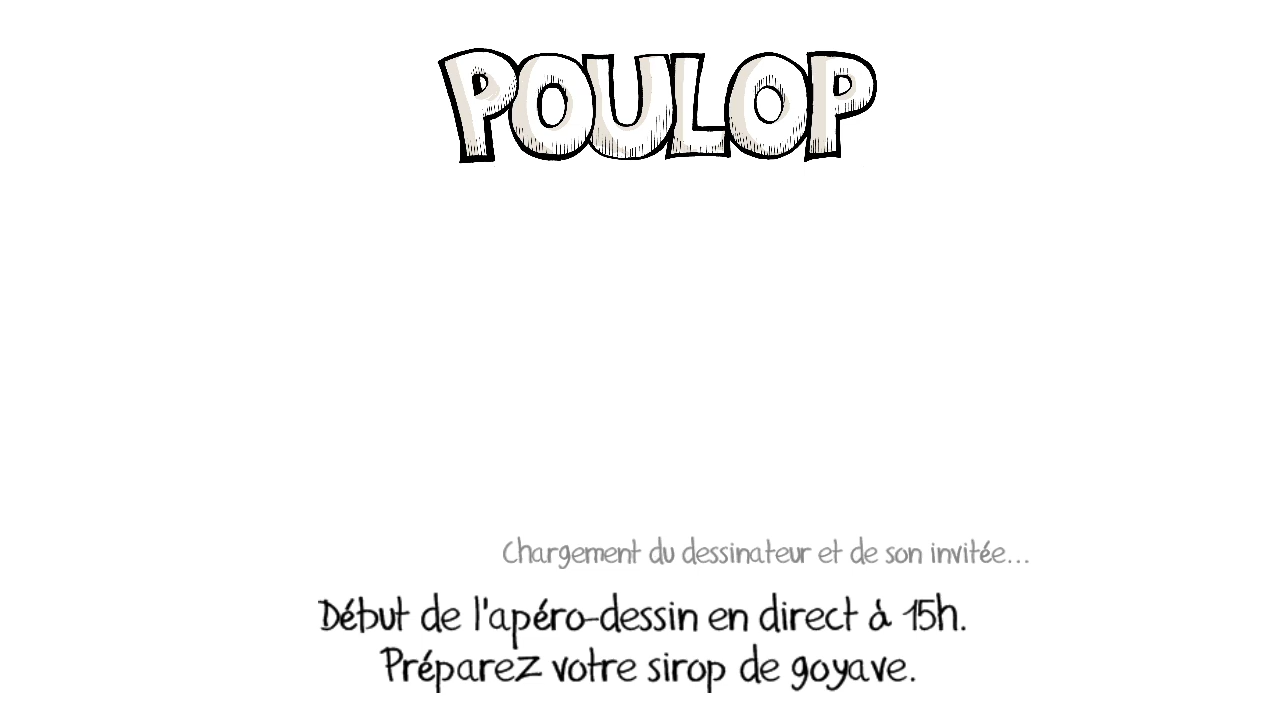 POULOP
Chargement du dessinateur et de son invitée...
Début de l'apéro-dessin en direct à 15h.
Préparez votre sirop de goyave.